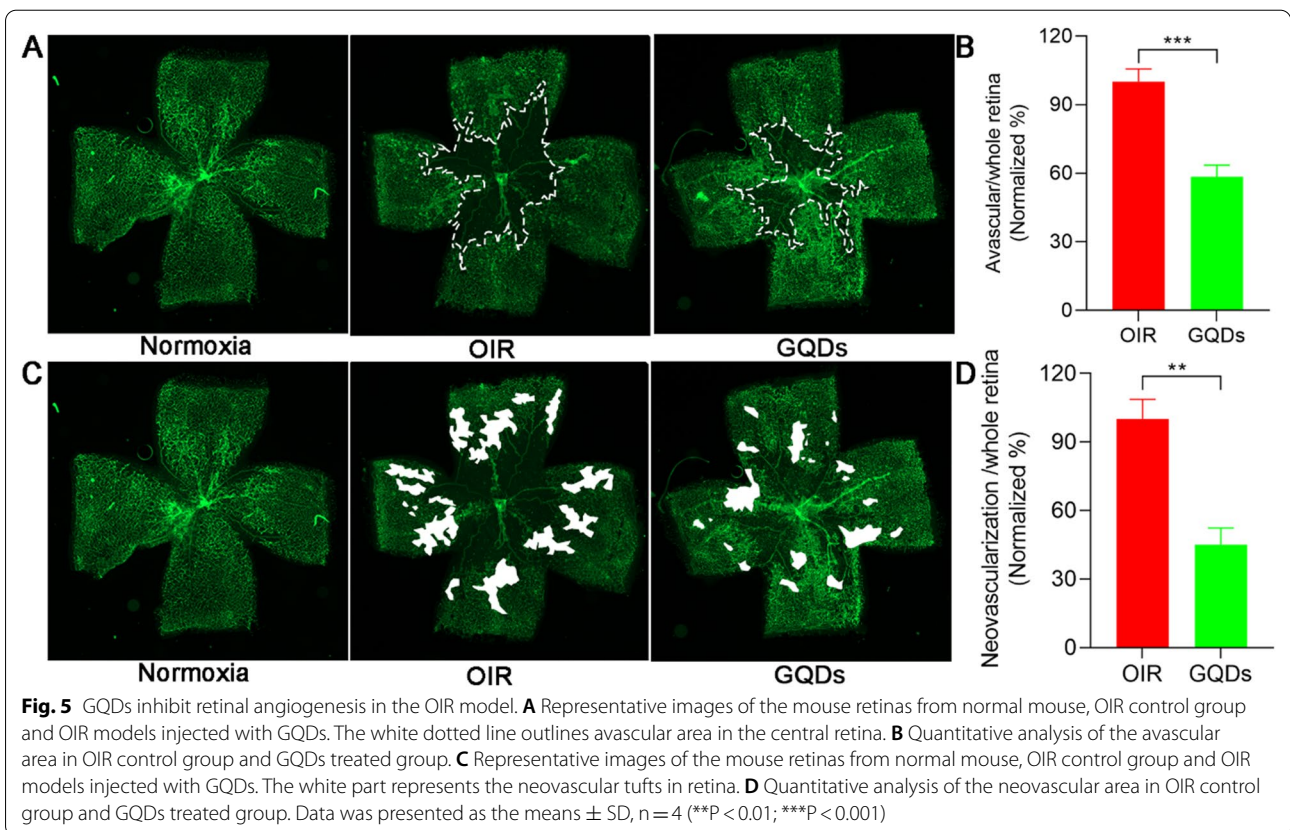 A
Normoxia
OIR
GQDs
B
Avascular/whole retina
(Normalized %)
120
90
60
30
0
***
OIR
GQDs
C
Normoxia
OIR
GQDs
D
Neovascularization /whole retina
(Normalized %)
120
90
60
30
0
**
OIR
GQDs
Fig. 5 GQDs inhibit retinal angiogenesis in the OIR model. A Representative images of the mouse retinas from normal mouse, OIR control group
and OIR models injected with GQDs. The white dotted line outlines avascular area in the central retina. B Quantitative analysis of the avascular
area in OIR control group and GQDs treated group. C Representative images of the mouse retinas from normal mouse, OIR control group and OIR
models injected with GQDs. The white part represents the neovascular tufts in retina. D Quantitative analysis of the neovascular area in OIR control
group and GQDs treated group. Data was presented as the means ± SD, n = 4 (**P < 0.01; ***P < 0.001)